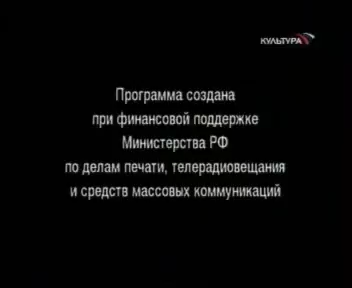 КУЛЬТУРА
Программа создана
при финансовой поддержке
Министерства РФ
по делам печати, телерадиовещания
и средств массовых коммуникаций